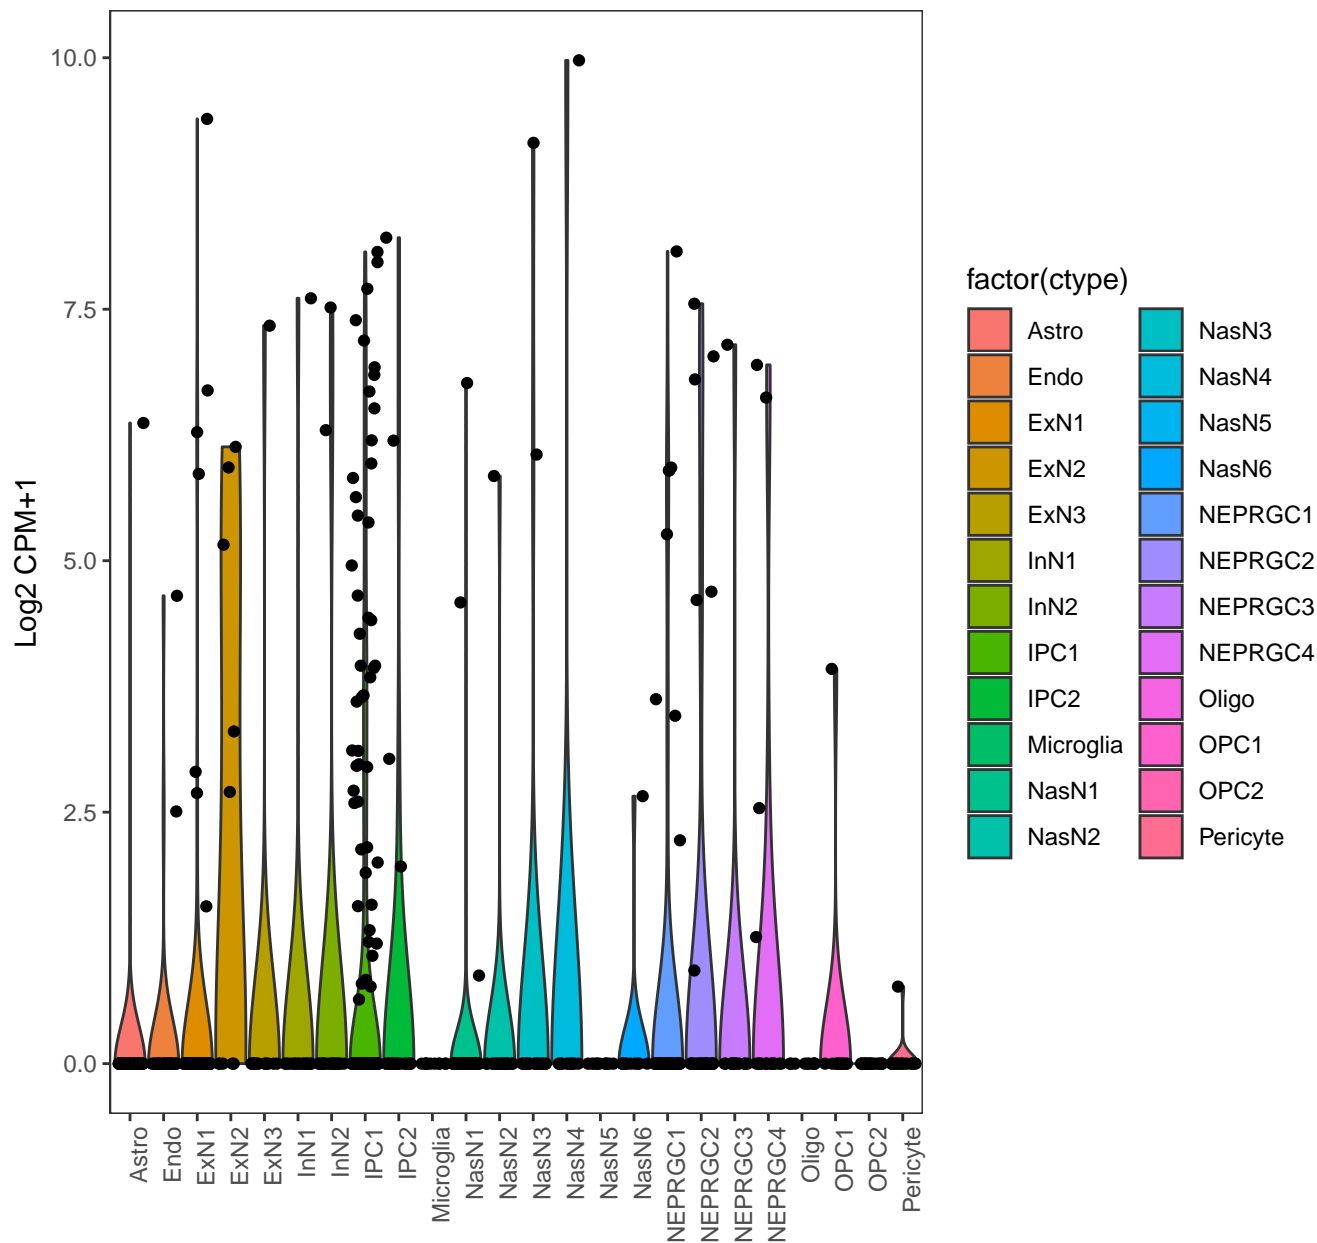 10.0
7.5
5.0
2.5
0.0
Log2 CPM+1
Astro
Endo
ExN1
ExN2
ExN3
InN1
InN2
IPC1
IPC2
Microglia
NasN1
NasN2
NasN3
NasN4
NasN5
NasN6
NEPRGC1
NEPRGC2
NEPRGC3
NEPRGC4
Oligo
OPC1
OPC2
Pericyte
factor(ctype)
Astro
Endo
ExN1
ExN2
ExN3
InN1
InN2
IPC1
IPC2
Microglia
NasN1
NasN2
NasN3
NasN4
NasN5
NasN6
NEPRGC1
NEPRGC2
NEPRGC3
NEPRGC4
Oligo
OPC1
OPC2
Pericyte